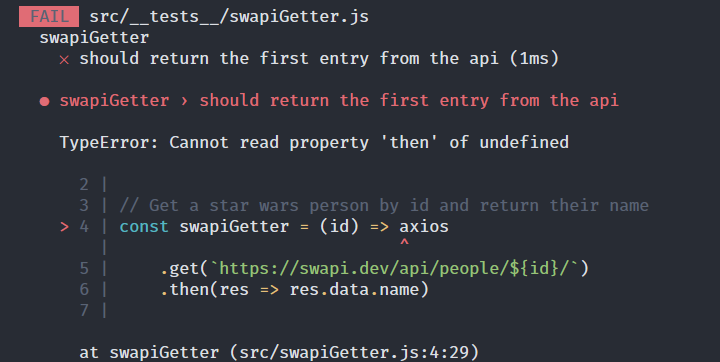 FAIL src/__tests__/swapiGetter.js
swapiGetter
✕ should return the first entry from the api (1ms)
● swapiGetter › should return the first entry from the api
TypeError: Cannot read property 'then' of undefined
2 |
3 | // Get a star wars person by id and return their name
> 4 | const swapiGetter = (id) => axios
| ^
5 | .get(`https://swapi.dev/api/people/${id}/`)
6 | .then(res => res.data.name)
7 |
at swapiGetter (src/swapiGetter.js:4:29)